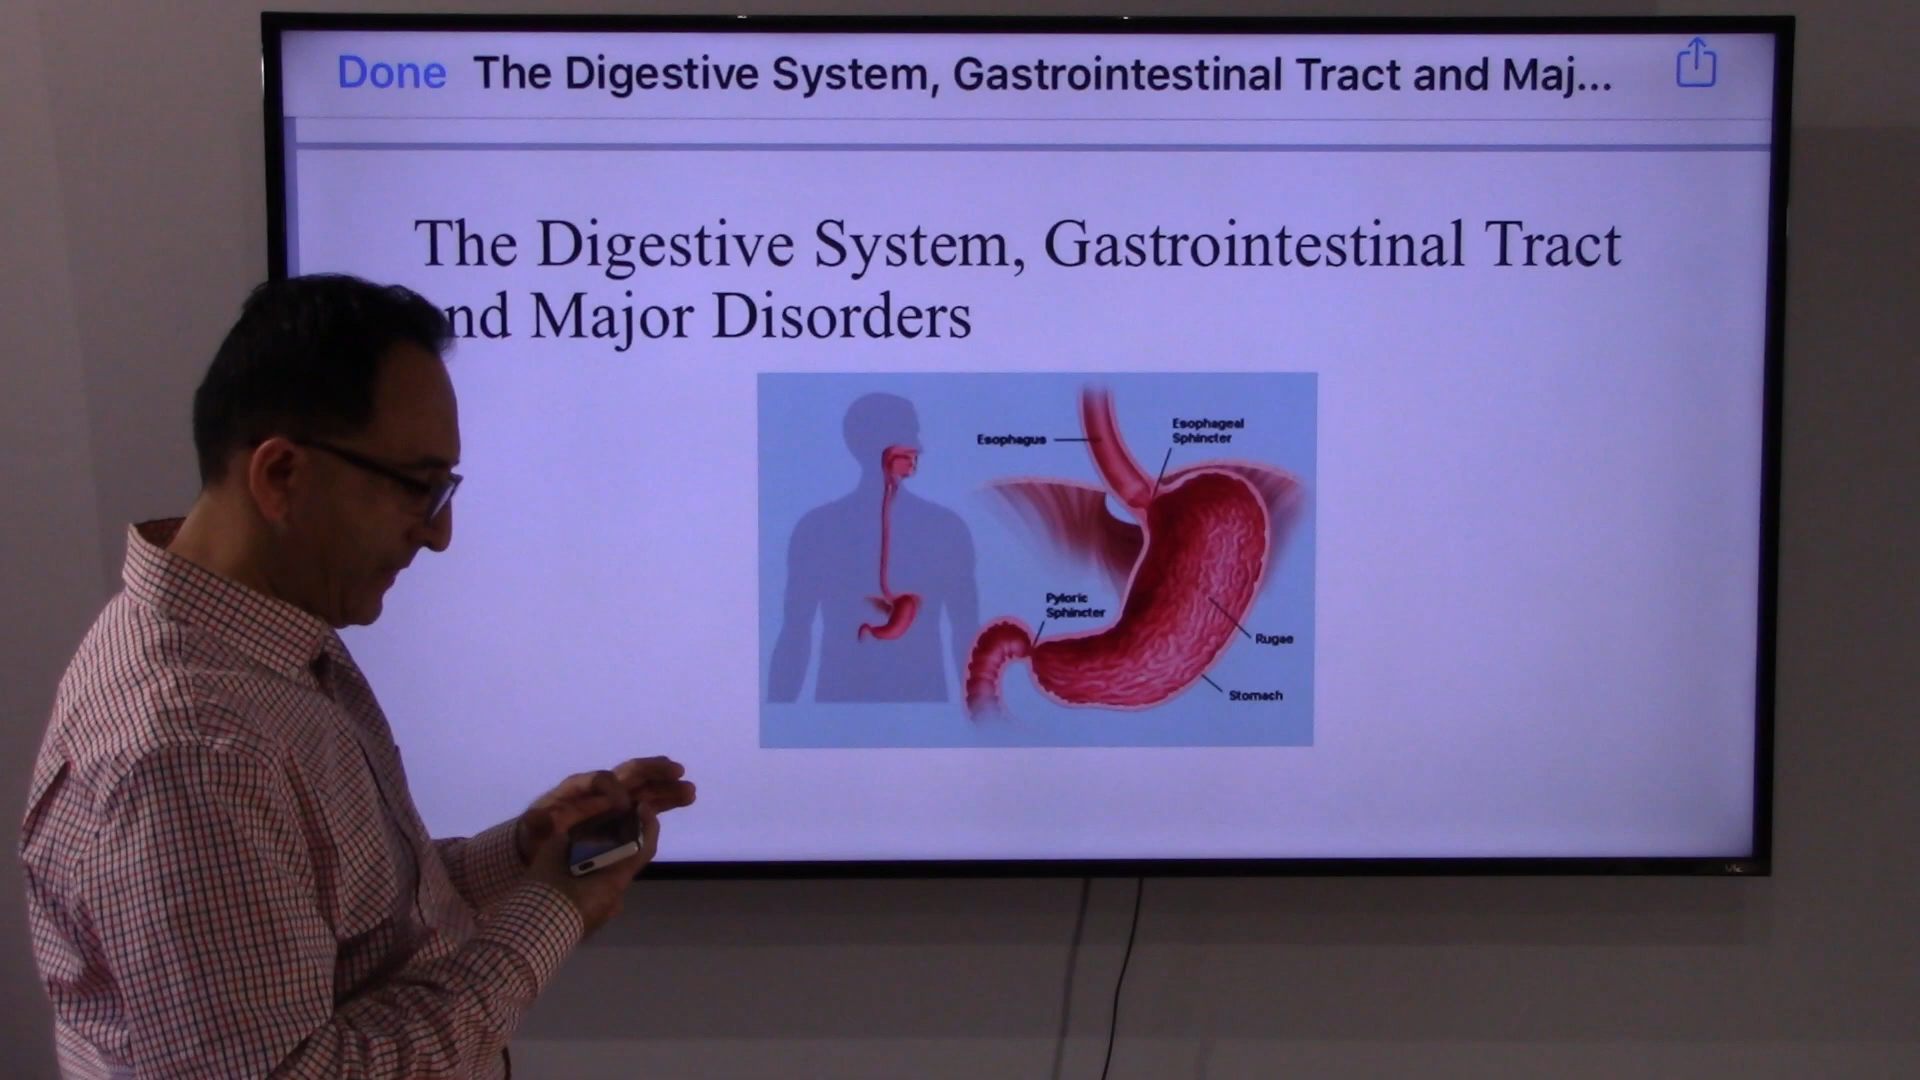 Done The Digestive System, Gastrointestinal Tract and Maj...
The Digestive System, Gastrointestinal Tract
nd Major Disorders
Esophagus
Esophageal
Sphincter
Pyloric
Sphincter
Rugae
Stomach